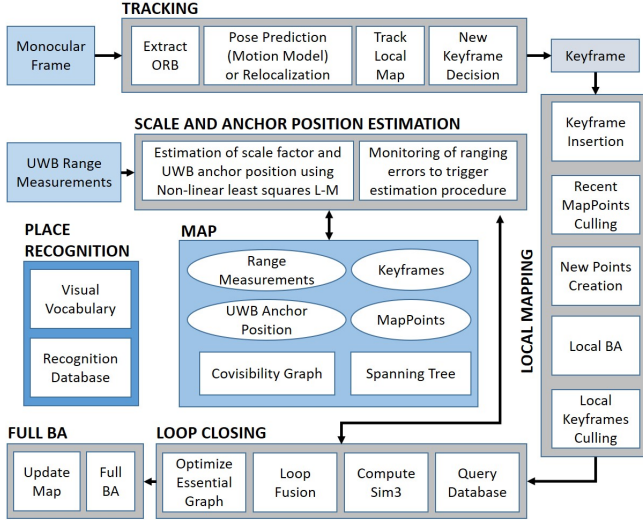 TRACKING
Monocular
Frame
Extract
ORB
Pose Prediction
(Motion Model)
or Relocalization
Track
Local
Map
New
Keyframe
Decision
Keyframe
SCALE AND ANCHOR POSITION ESTIMATION
UWB Range
Measurements
Estimation of scale factor and
UWB anchor position using
Non-linear least squares L-M
Monitoring of ranging
errors to trigger
estimation procedure
LOCAL MAPPING
Keyframe
Insertion
Recent
MapPoints
Culling
New Points
Creation
Local BA
Local
Keyframes
Culling
PLACE
RECOGNITION
Visual
Vocabulary
Recognition
Database
MAP
Range
Measurements
Keyframes
UWB Anchor
Position
MapPoints
Covisibility Graph
Spanning Tree
FULL BA
Update
Map
Full
BA
LOOP CLOSING
Optimize
Essential
Graph
Loop
Fusion
Compute
Sim3
Query
Database